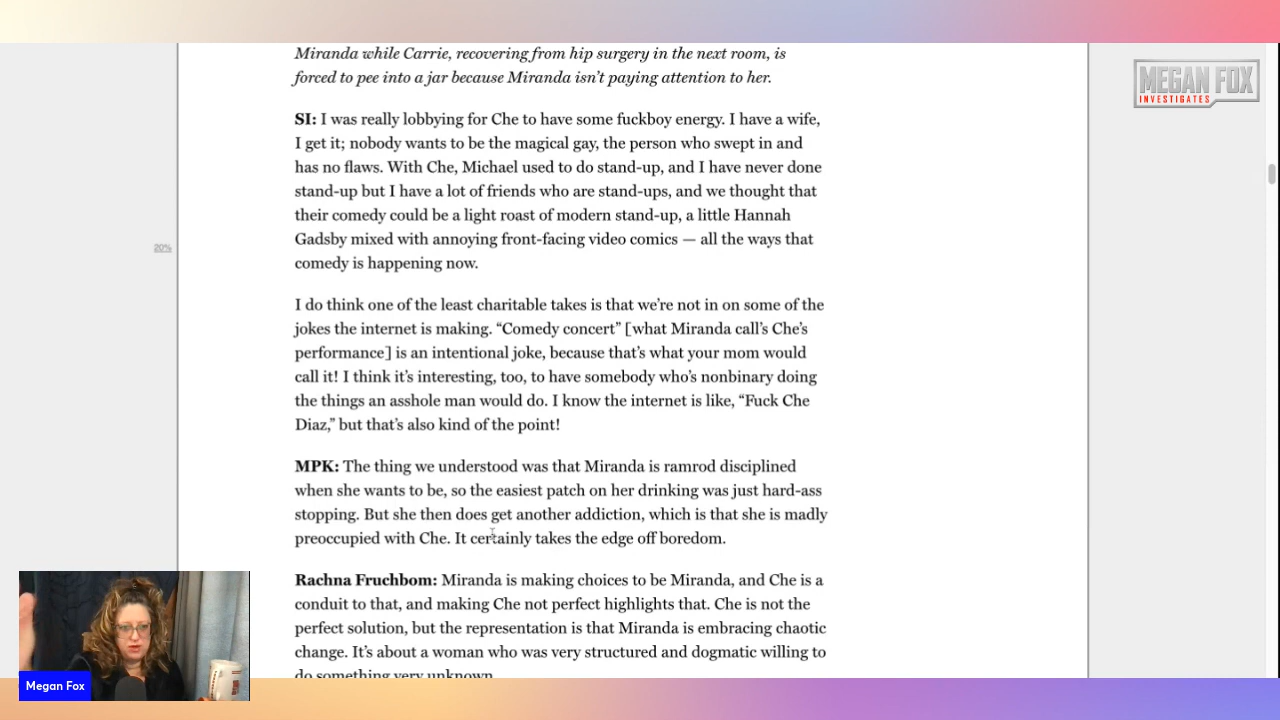 Miranda while Carrie, recovering from hip surgery in the next room, is
forced to pee into a jar because Miranda isn’t paying attention to her.
MEGAN FOX
INVESTIGATES
SI: I was really lobbying for Che to have some fuckboy energy. I have a wife,
I get it; nobody wants to be the magical gay, the person who swept in and
has no flaws. With Che, Michael used to do stand-up, and I have never done
stand-up but I have a lot of friends who are stand-ups, and we thought that
their comedy could be a light roast of modern stand-up, a little Hannah
20%
Gadsby mixed with annoying front-facing video comics — all the ways that
comedy is happening now.
I do think one of the least charitable takes is that we’re not in on some of the
jokes the internet is making. “Comedy concert” [what Miranda call’s Che’s
performance] is an intentional joke, because that’s what your mom would
call it! I think it’s interesting, too, to have somebody who’s nonbinary doing
the things an asshole man would do. I know the internet is like, “Fuck Che
Diaz,” but that’s also kind of the point!
MPK: The thing we understood was that Miranda is ramrod disciplined
when she wants to be, so the easiest patch on her drinking was just hard-ass
stopping. But she then does get another addiction, which is that she is madly
preoccupied with Che. It certainly takes the edge off boredom.
Rachna Fruchbom: Miranda is making choices to be Miranda, and Che is a
conduit to that, and making Che not perfect highlights that. Che is not the
perfect solution, but the representation is that Miranda is embracing chaotic
change. It’s about a woman who was very structured and dogmatic willing to
do something very unknown
Megan Fox